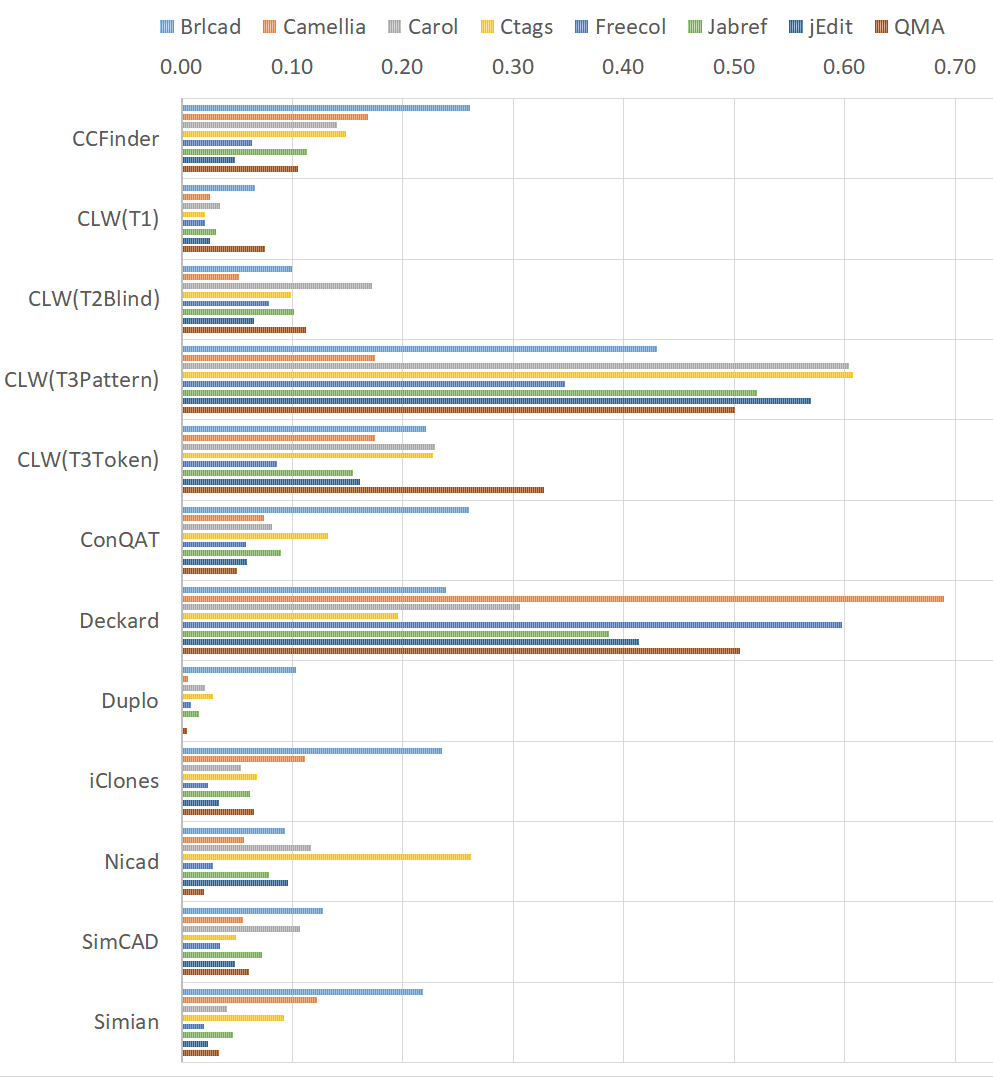 Brlcad Camellia Carol Ctags Freecol Jabref jEdit QMA
0.00 0.10 0.20 0.30 0.40 0.50 0.60 0.70
CCFinder
CLW(T1)
CLW(T2Blind)
CLW(T3Pattern)
CLW(T3Token)
ConQAT
Deckard
Duplo
iClones
Nicad
SimCAD
Simian